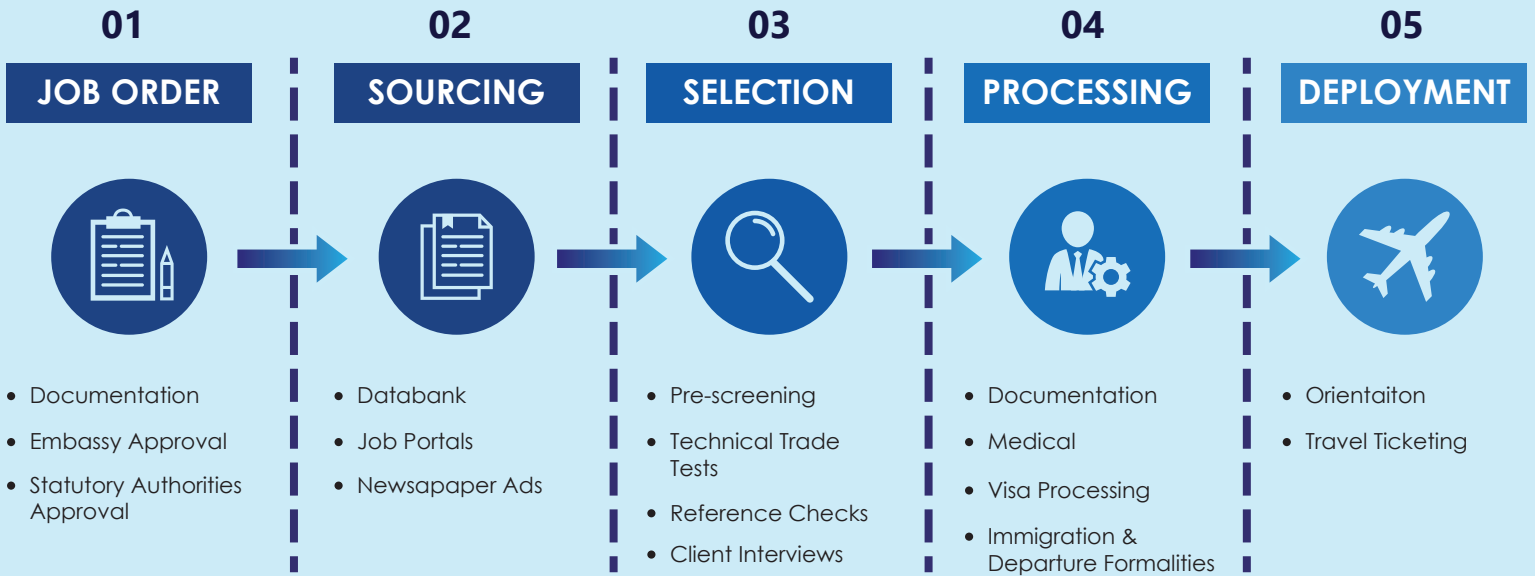 01
JOB ORDER
Documentation
Embassy Approval
Statutory Authorities
Approval
02
SOURCING
Databank
Job Portals
Newsapaper Ads
03
SELECTION
Pre-screening
Technical Trade
Tests
Reference Checks
Client Interviews
04
PROCESSING
Documentation
Medical
Visa Processing
Immigration &
Departure Formalities
05
DEPLOYMENT
Orientaiton
Travel Ticketing